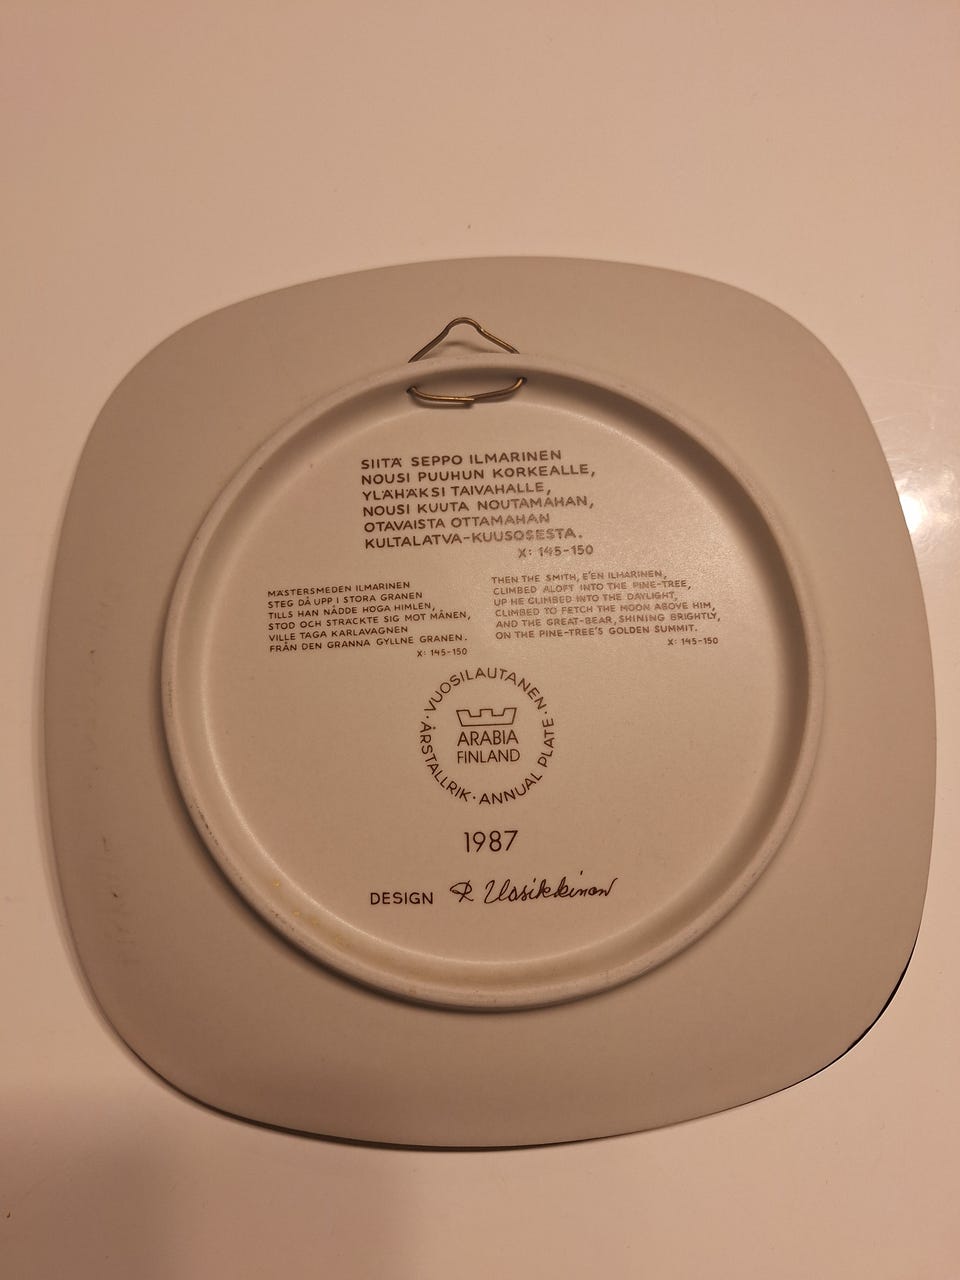 SIITÄ SEPPO ILMARINEN
NOUSI PUUHUN KORKEALLE,
YLÄHÄKSI TAIVAHALLE,
NOUSI KUUTA NOUTAMAHAN,
OTAVAISTA OTTAMAHAN
KULTALATVA-KUUSOSESTA.
X: 145-150
MÄSTERSMEDEN ILMARINEN
STEG DÅ UPP I STORA GRANEN
TILLS HAN NÅDDE HÖGA HIMLEN,
STOD OCH STRÄCKTE SIG MOT MÅNEN,
VILLE TAGA KARLAVAGNEN
FRÅN DEN GRANNA GYLLNE GRANEN.
X: 145-150
THEN THE SMITH, E'EN ILMARINEN,
CLIMBED ALOFT INTO THE PINE-TREE,
UP HE CLIMBED INTO THE DAYLIGHT,
CLIMBED TO FETCH THE MOON ABOVE HIM,
AND THE GREAT-BEAR, SHINING BRIGHTLY,
ON THE PINE-TREE'S GOLDEN SUMMIT.
X: 145-150
· VUOSILAUTANEN · ANNUAL PLATE · ÅRSTALLRIK
ARABIA
FINLAND
1987
DESIGN R Uosikkinen